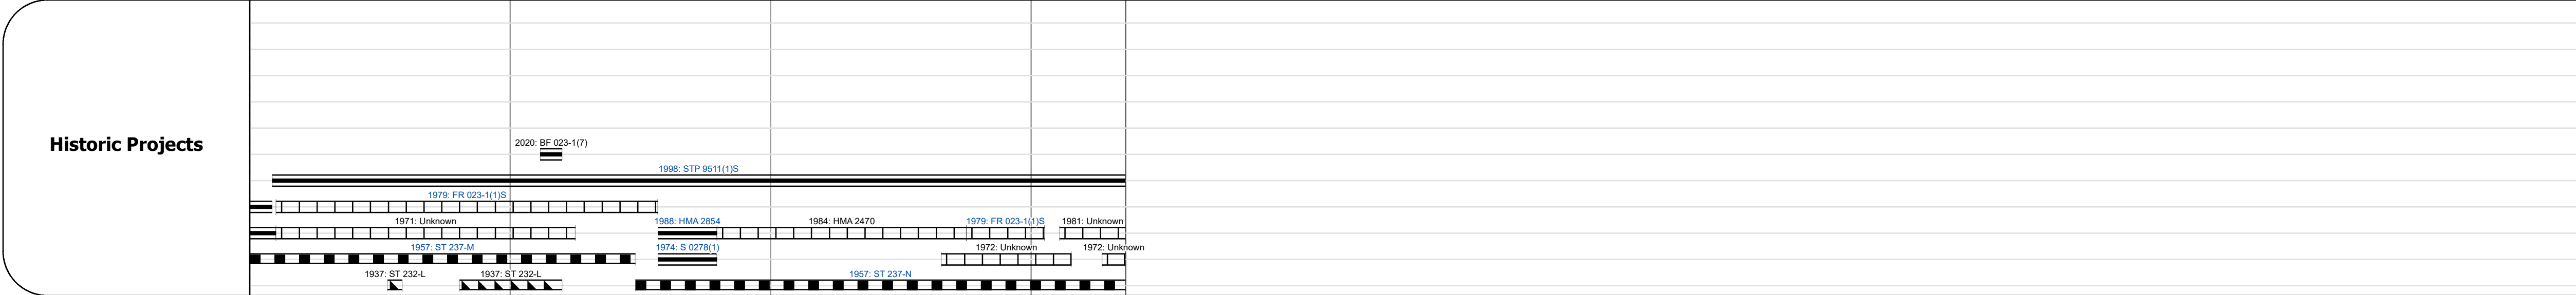 Historic Projects
2020: BF 023-1(7)
1998: STP 9511(1)S
1979: FR 023-1(1)S
1971: Unknown
1988: HMA 2854
1984: HMA 2470
1979: FR 023-1(1)S
1981: Unknown
1957: ST 237-M
1974: S 0278(1)
1972: Unknown
1972: Unknown
1937: ST 232-L
1937: ST 232-L
1957: ST 237-N